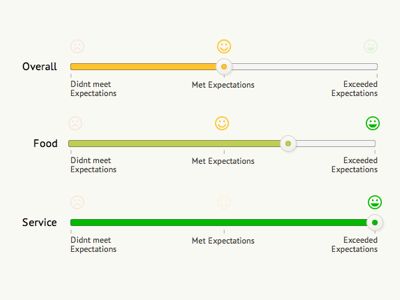 Overall
Didnt meet
Expectations
Met Expectations
Exceeded
Expectations
Food
Didnt meet
Expectations
Met Expectations
Exceeded
Expectations
Service
Didnt meet
Expectations
Met Expectations
Exceeded
Expectations